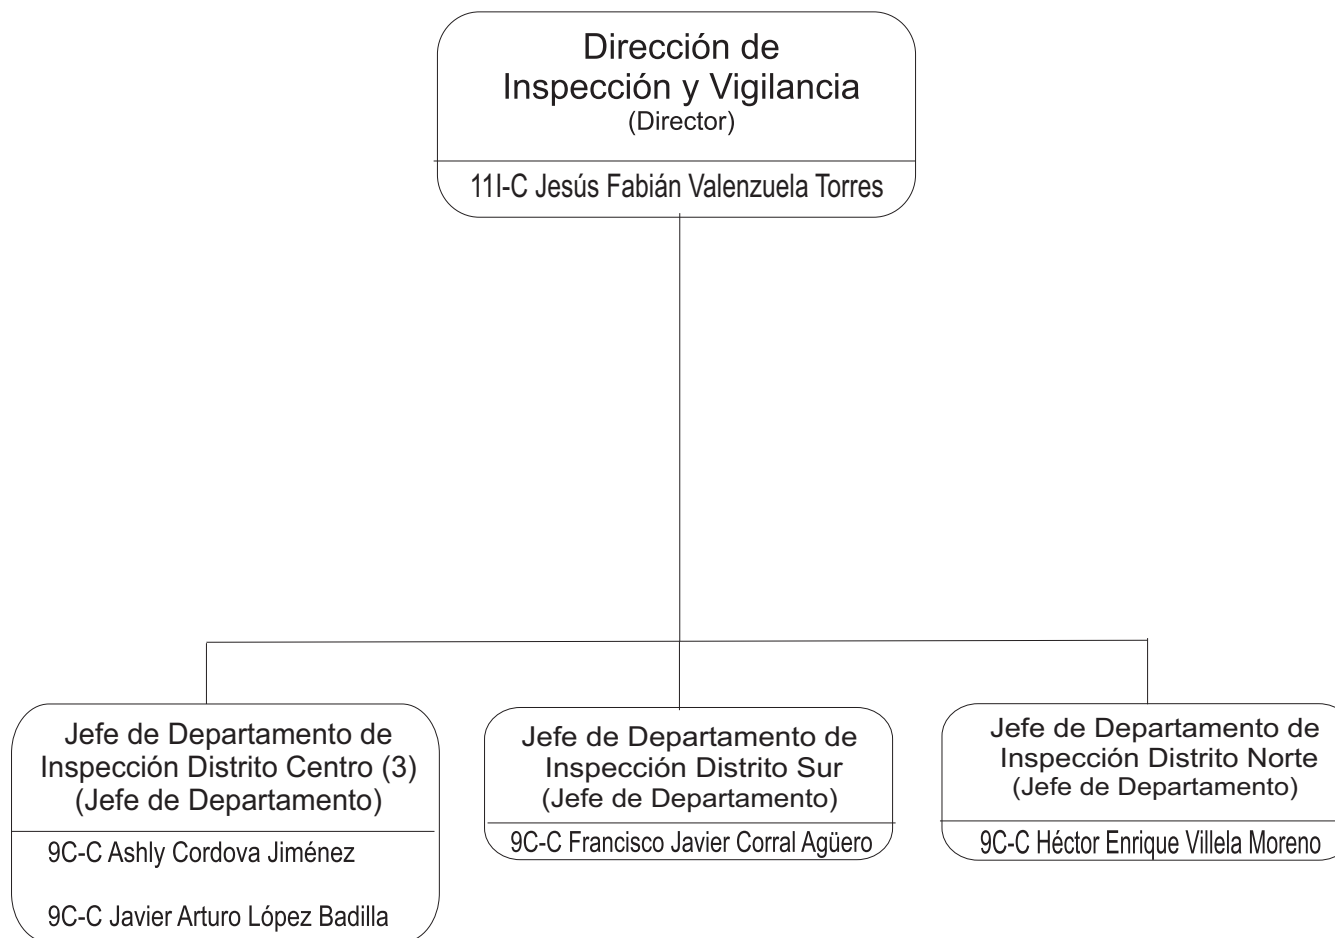 Dirección de
Inspección y Vigilancia
(Director)
11I-C Jesús Fabián Valenzuela Torres
Jefe de Departamento de
Inspección Distrito Centro (3)
(Jefe de Departamento)
9C-C Ashly Cordova Jiménez
9C-C Javier Arturo López Badilla
Jefe de Departamento de
Inspección Distrito Sur
(Jefe de Departamento)
9C-C Francisco Javier Corral Agüero
Jefe de Departamento de
Inspección Distrito Norte
(Jefe de Departamento)
9C-C Héctor Enrique Villela Moreno